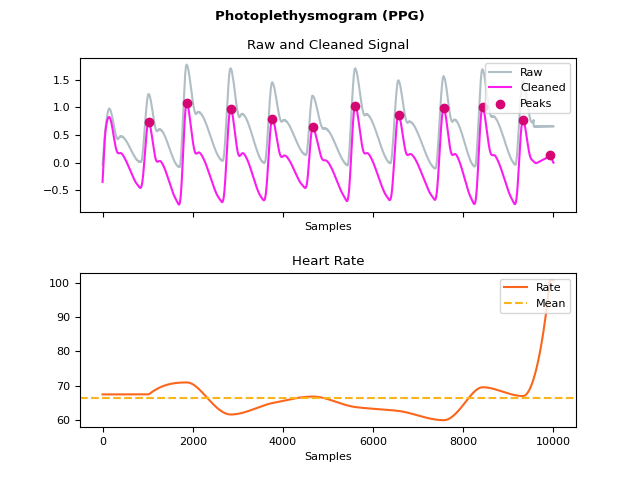 Photoplethysmogram (PPG)
Raw and Cleaned Signal
1.5
1.0
0.5
0.0
−0.5
Raw
Cleaned
Peaks
Samples
Heart Rate
100
90
80
70
60
Rate
Mean
0 2000 4000 6000 8000 10000
Samples